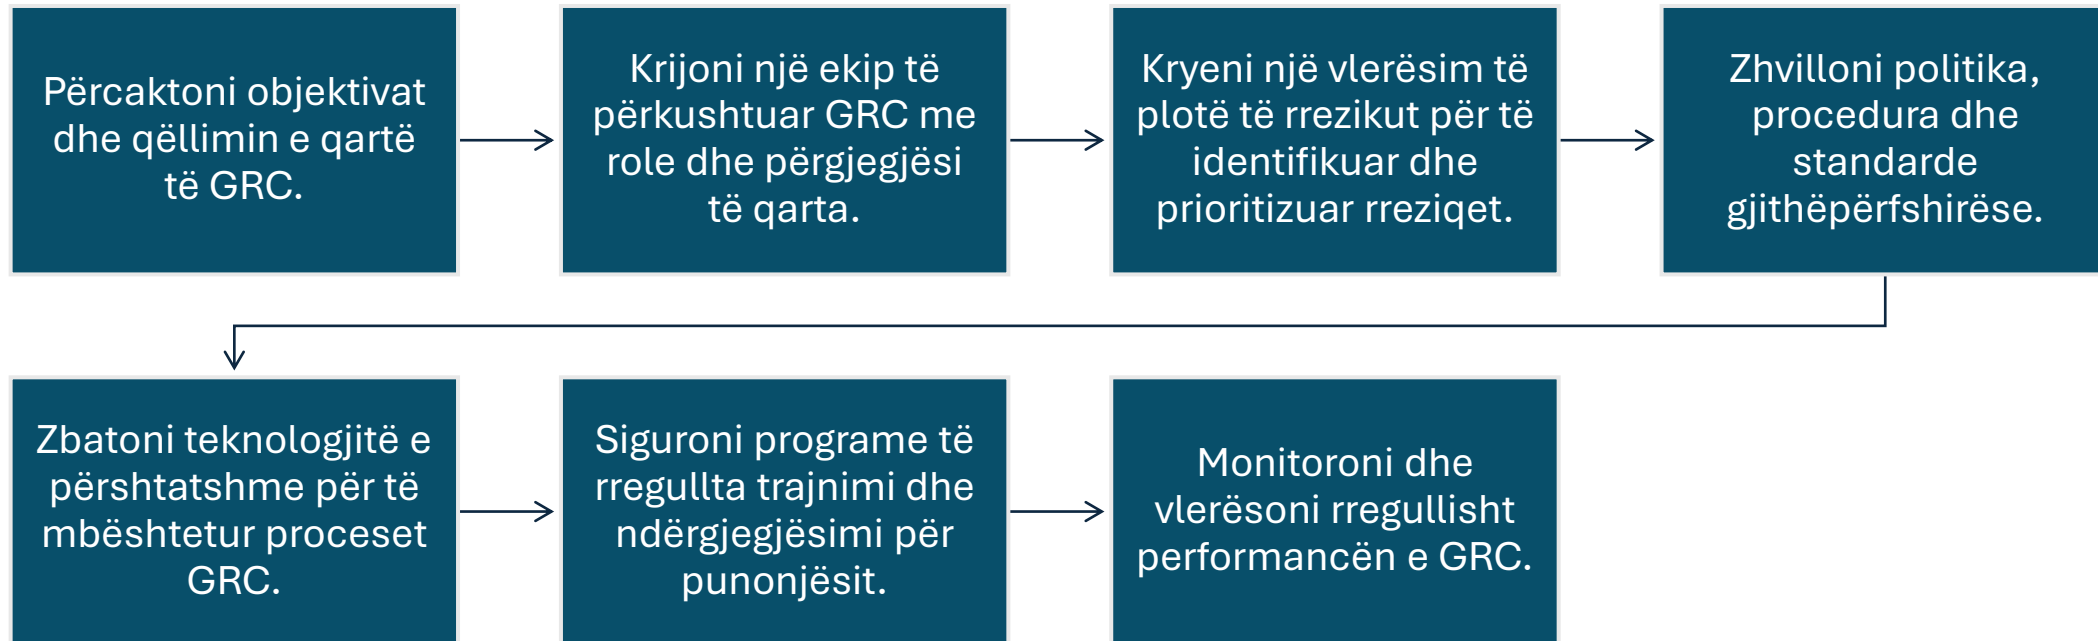 Përcaktoni objektivat
dhe qëllimin e qartë
të GRC.
Krijoni një ekip të
përkushtuar GRC me
role dhe përgjegjësi
të qarta.
Kryeni një vlerësim të
plotë të rrezikut për të
identifikuar dhe
prioritizuar rreziqet.
Zhvilloni politika,
procedura dhe
standarde
gjithëpërfshirëse.
Zbatoni teknologjitë e
përshtatshme për të
mbështetur proceset
GRC.
Siguroni programe të
rregullta trajnimi dhe
ndërgjegjësimi për
punonjësit.
Monitoroni dhe
vlerësoni rregullisht
performancën e GRC.